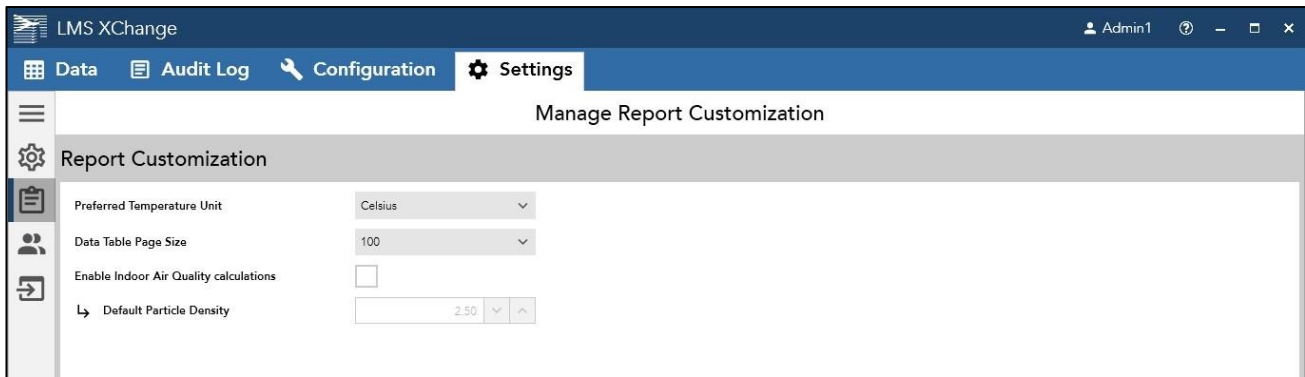 LMS XChange Admin1
Data Audit Log Configuration Settings
Manage Report Customization
Report Customization
Preferred Temperature Unit Celsius
Data Table Page Size 100
Enable Indoor Air Quality calculations
Default Particle Density 2.50